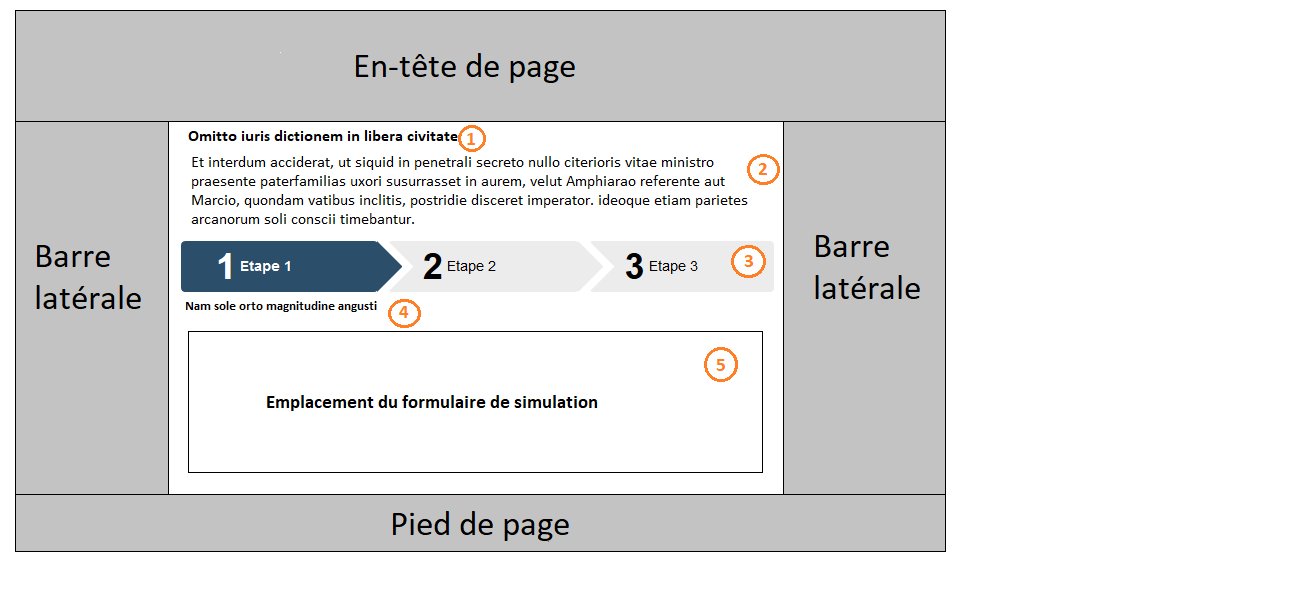 En-tête de page
Omitto iuris dictionem in libera civitate 1
Et interdum acciderat, ut siquid in penetrali secreto nullo citerioris vitae ministro
2
praesente paterfamilias uxori susurrasset in aurem, velut Amphiarao referente aut
Marcio, quondam vatibus inclitis, postridie disceret imperator. ideoque etiam parietes
arcanorum soli conscii timebantur.
Barre
latérale
1 Etape 1
2 Etape 2
3 Etape 3
3
Nam sole orto magnitudine angusti
4
5
Emplacement du formulaire de simulation
Barre
latérale
Pied de page